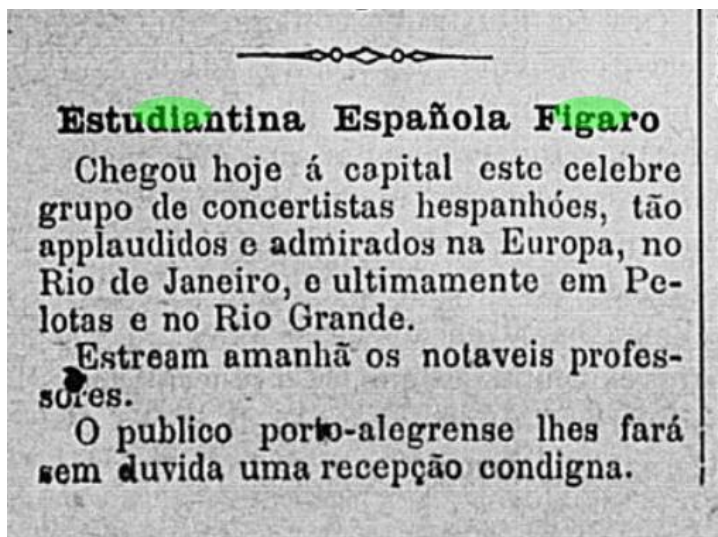 Estudiantina Española Figaro
Chegou hoje á capital este celebre
grupo de concertistas hespanhóes, tão
applaudidos e admirados na Europa, no
Rio de Janeiro, e ultimamente em Pe-
lotas e no Rio Grande.
Estream amanhã os notaveis profes-
sores.
O publico porto-alegrense lhes fará
sem duvida uma recepção condigna.